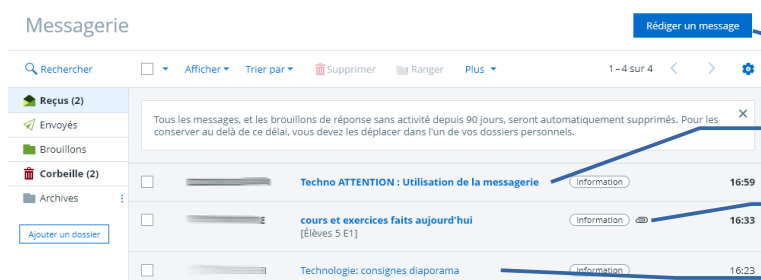 Messagerie
Rédiger un message
Rechercher
Afficher
Trier par
Supprimer
Ranger
Plus
1–4 sur 4
Reçus (2)
Envoyés
Brouillons
Corbeille (2)
Archives
Ajouter un dossier
Tous les messages, et les brouillons de réponse sans activité depuis 90 jours, seront automatiquement supprimés. Pour les
conserver au delà de ce délai, vous devez les déplacer dans l'un de vos dossiers personnels.
Techno ATTENTION : Utilisation de la messagerie Information 16:59
cours et exercices faits aujourd'hui Information 16:33
[Élèves 5 E1]
Technologie: consignes diaporama Information 16:23